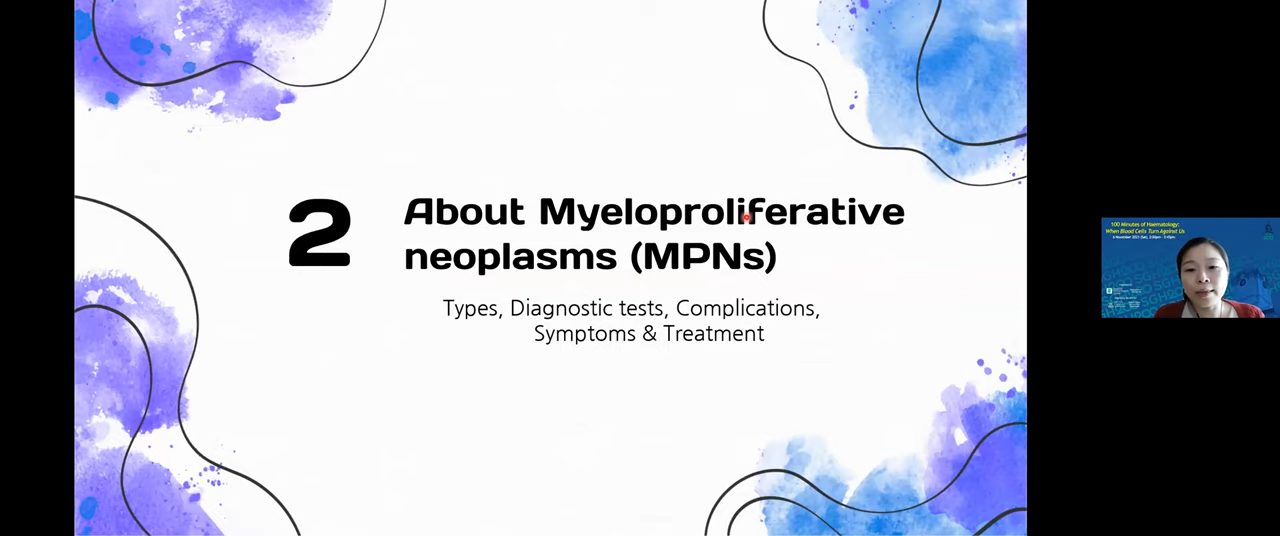 2
About Myeloproliferative
neoplasms (MPNs)
Types, Diagnostic tests, Complications,
Symptoms & Treatment
100 Minutes of Haematology:
When Blood Cells Turn Against Us